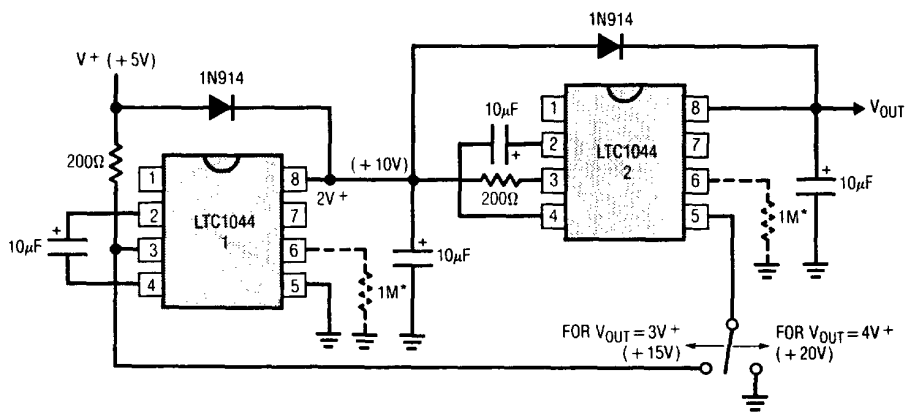 1N914
V+ (+5V)
1N914
200Ω
1
2
3
4
LTC1044
1
8
7
6
5
2V+
(+10V)
10µF
+
1M*
+
10µF
10µF
+
200Ω
1
2
3
4
LTC1044
2
8
7
6
5
VOUT
+
10µF
1M*
FOR VOUT = 3V+
(+15V)
FOR VOUT = 4V+
(+20V)